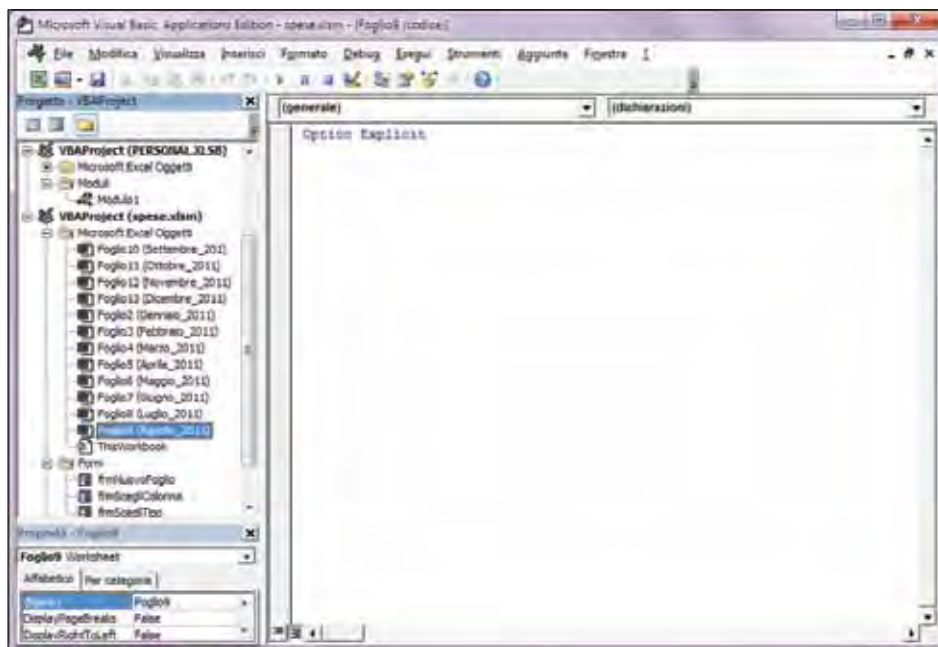 Microsoft Visual Basic, Applications Edition - spese.xlsm - [Foglio9 (codice)]
File Modifica Visualizza Inserisci Formato Debug Esegui Strumenti Aggiunte Finestre ?
Progetto - VBAProject
VBAProject (PERSONAL.XLSB)
Microsoft Excel Oggetti
Moduli
Modulo1
VBAProject (spese.xlsm)
Microsoft Excel Oggetti
Foglio10 (Settembre_201)
Foglio11 (Ottobre_2011)
Foglio12 (Novembre_2011)
Foglio13 (Dicembre_2011)
Foglio2 (Gennaio_2011)
Foglio3 (Febbraio_2011)
Foglio4 (Marzo_2011)
Foglio5 (Aprile_2011)
Foglio6 (Maggio_2011)
Foglio7 (Giugno_2011)
Foglio8 (Luglio_2011)
Foglio9 (Agosto_2011)
ThisWorkbook
Form
frmNuovoFoglio
frmScegliColonna
frmScegliTipo
Proprietà - Foglio9
Foglio9 Worksheet
Alfabetico Per categoria
(Name) Foglio9
DisplayPageBreaks False
DisplayRightToLeft False
(generale) (dichiarazioni)
Option Explicit